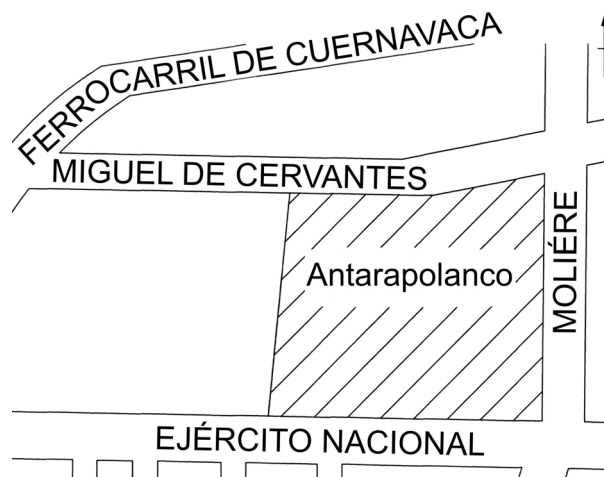 FERROCARRIL DE CUERNAVACA
MIGUEL DE CERVANTES
Antarapolanco
MOLIÉRE
EJÉRCITO NACIONAL